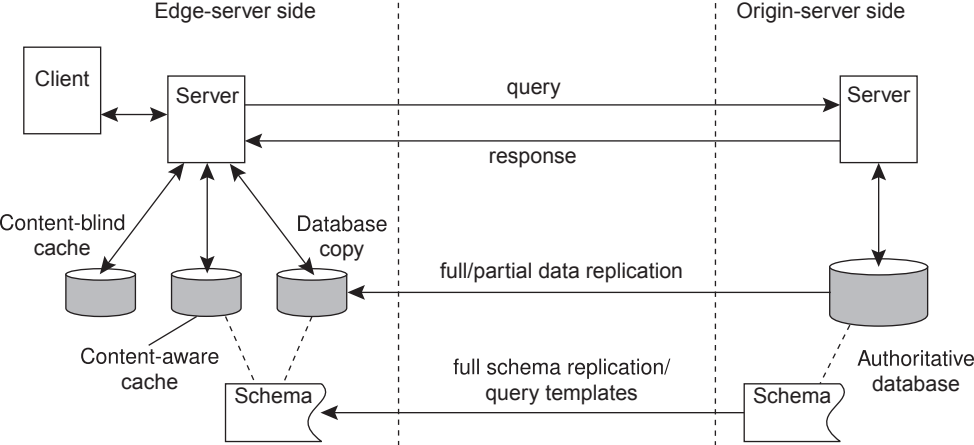 Edge-server side
Origin-server side
Client
Server
query
Server
response
Content-blind
cache
Database
copy
full/partial data replication
Content-aware
cache
full schema replication/
query templates
Authoritative
database
Schema
Schema